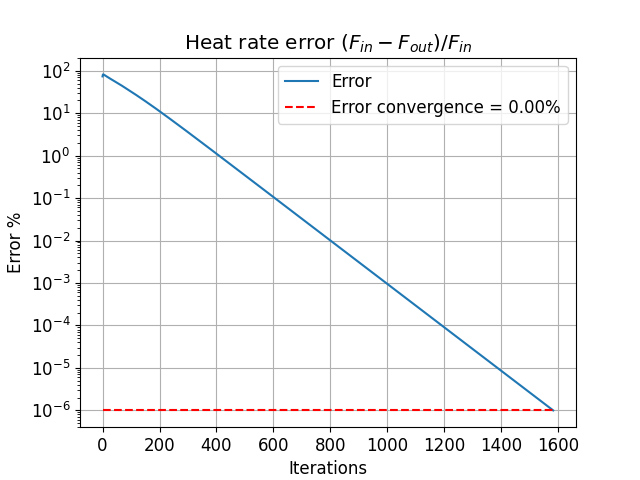 Heat rate error (F_in − F_out)/F_in
Error
Error convergence = 0.00%
Error %
10^2
10^1
10^0
10^−1
10^−2
10^−3
10^−4
10^−5
10^−6
0 200 400 600 800 1000 1200 1400 1600
Iterations